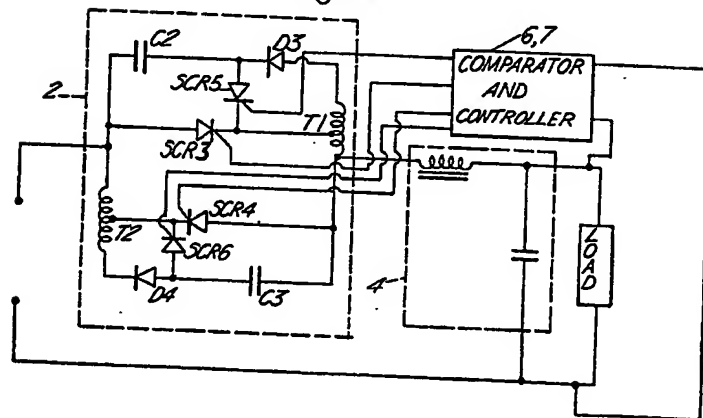 6,7
C2
D3
COMPARATOR
AND
CONTROLLER
2
SCR5
T1
SCR3
SCR4
T2
SCR6
4
LOAD
D4
C3